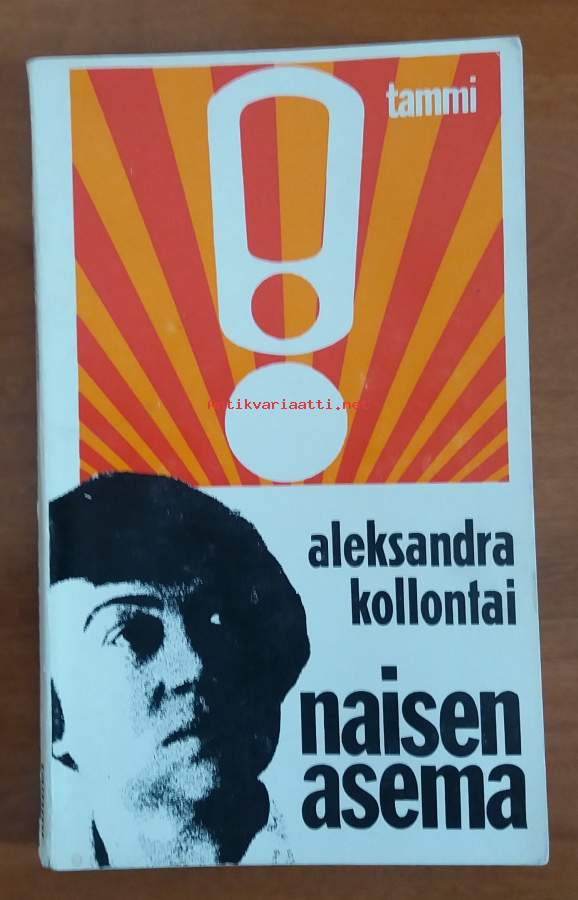 tammi
antikvariaatti.net
aleksandra
kollontai
naisen
asema